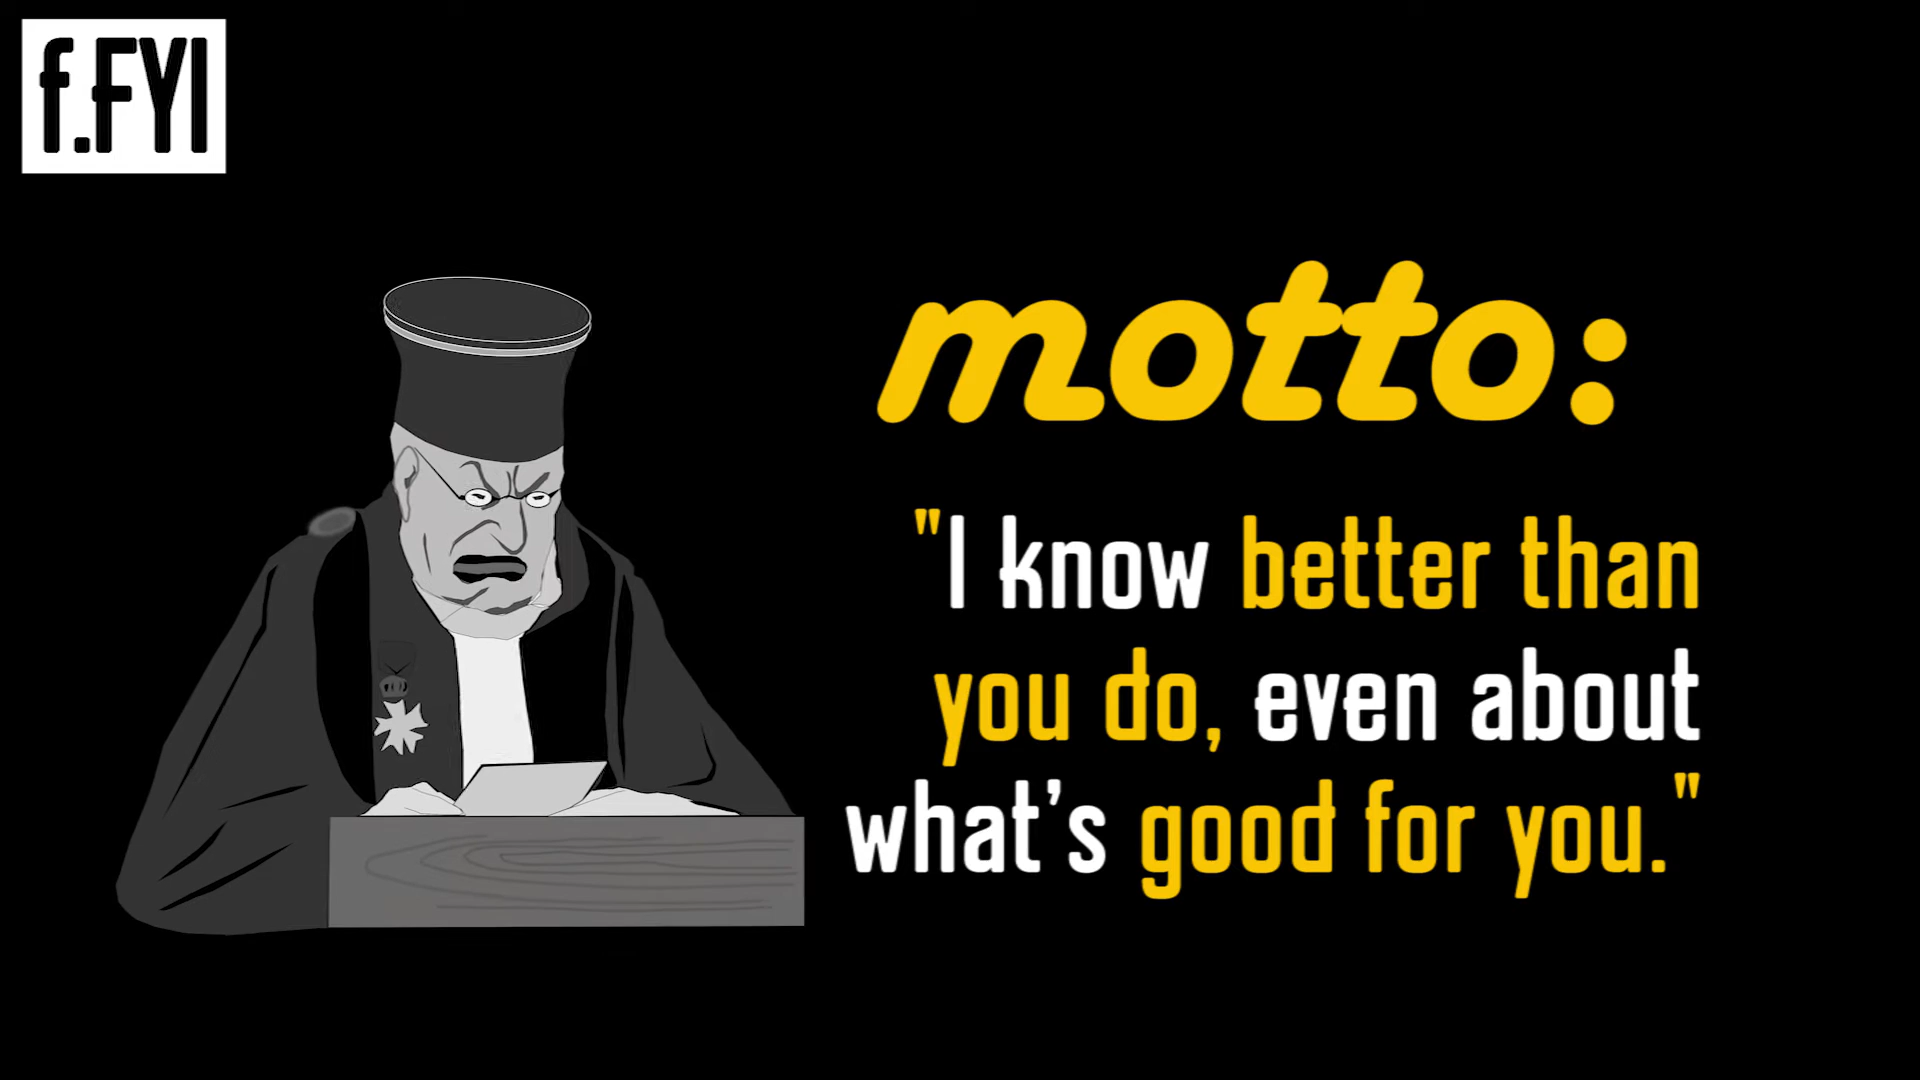 f.FYI
motto:
"I know better than
you do, even about
what's good for you."